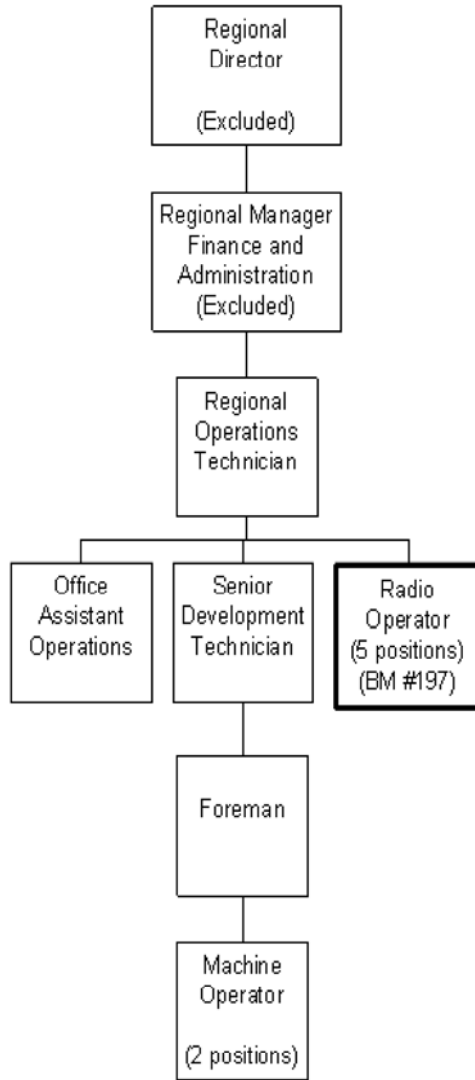 Regional
Director
(Excluded)
Regional Manager
Finance and
Administration
(Excluded)
Regional
Operations
Technician
Office
Assistant
Operations
Senior
Development
Technician
Radio
Operator
(5 positions)
(BM #197)
Foreman
Machine
Operator
(2 positions)